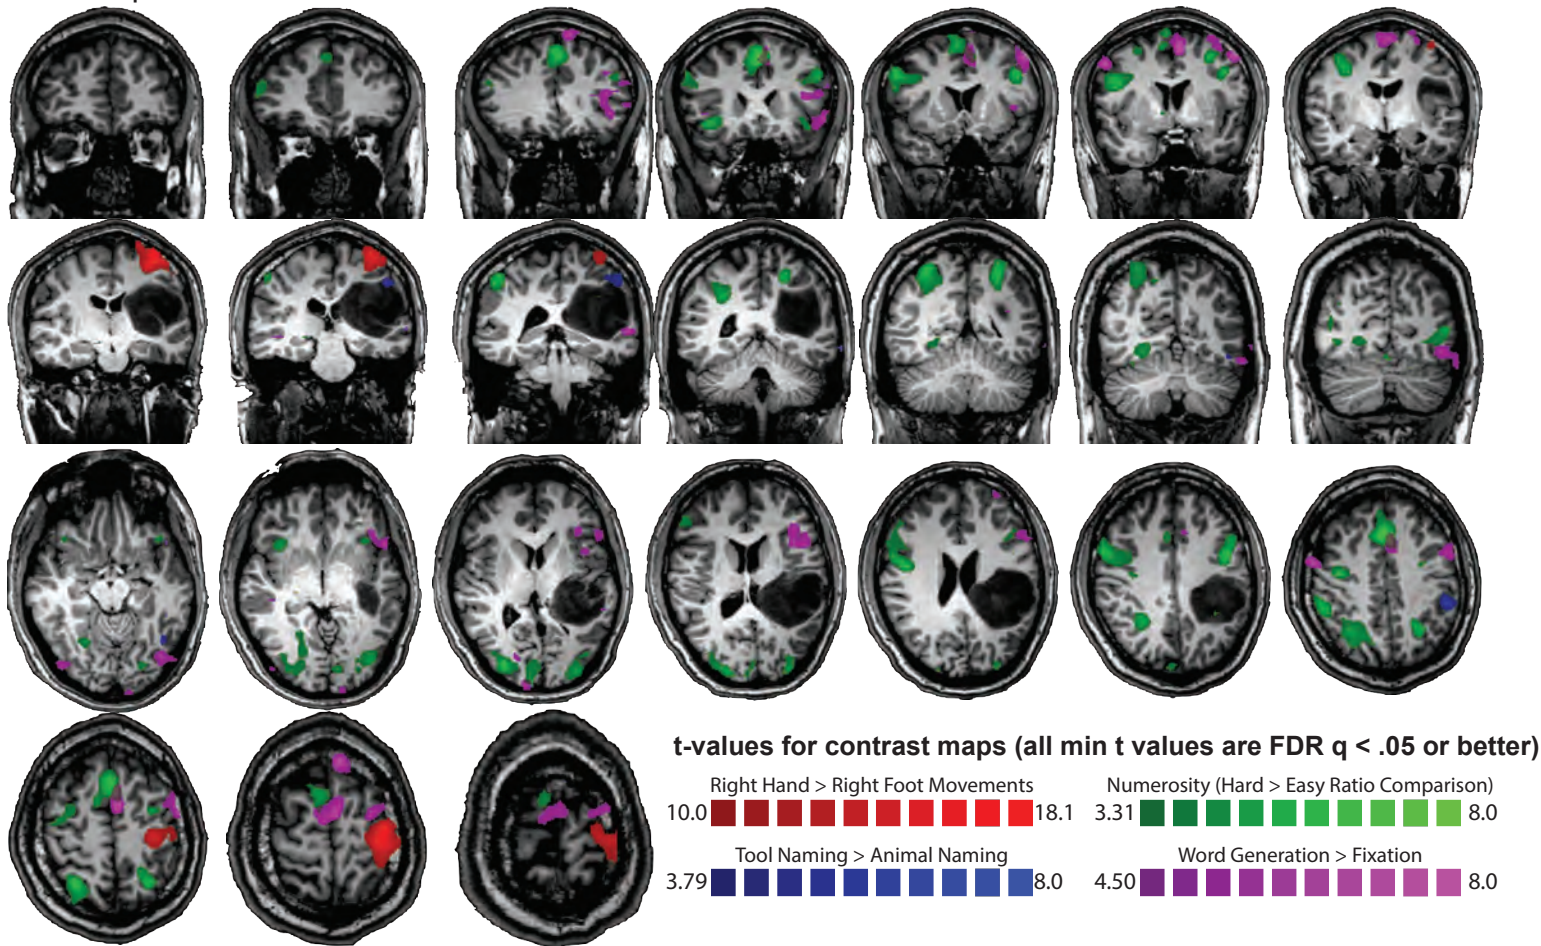 t-values for contrast maps (all min t values are FDR q < .05 or better)
Right Hand > Right Foot Movements
10.0 18.1
Numerosity (Hard > Easy Ratio Comparison)
3.31 8.0
Tool Naming > Animal Naming
3.79 8.0
Word Generation > Fixation
4.50 8.0